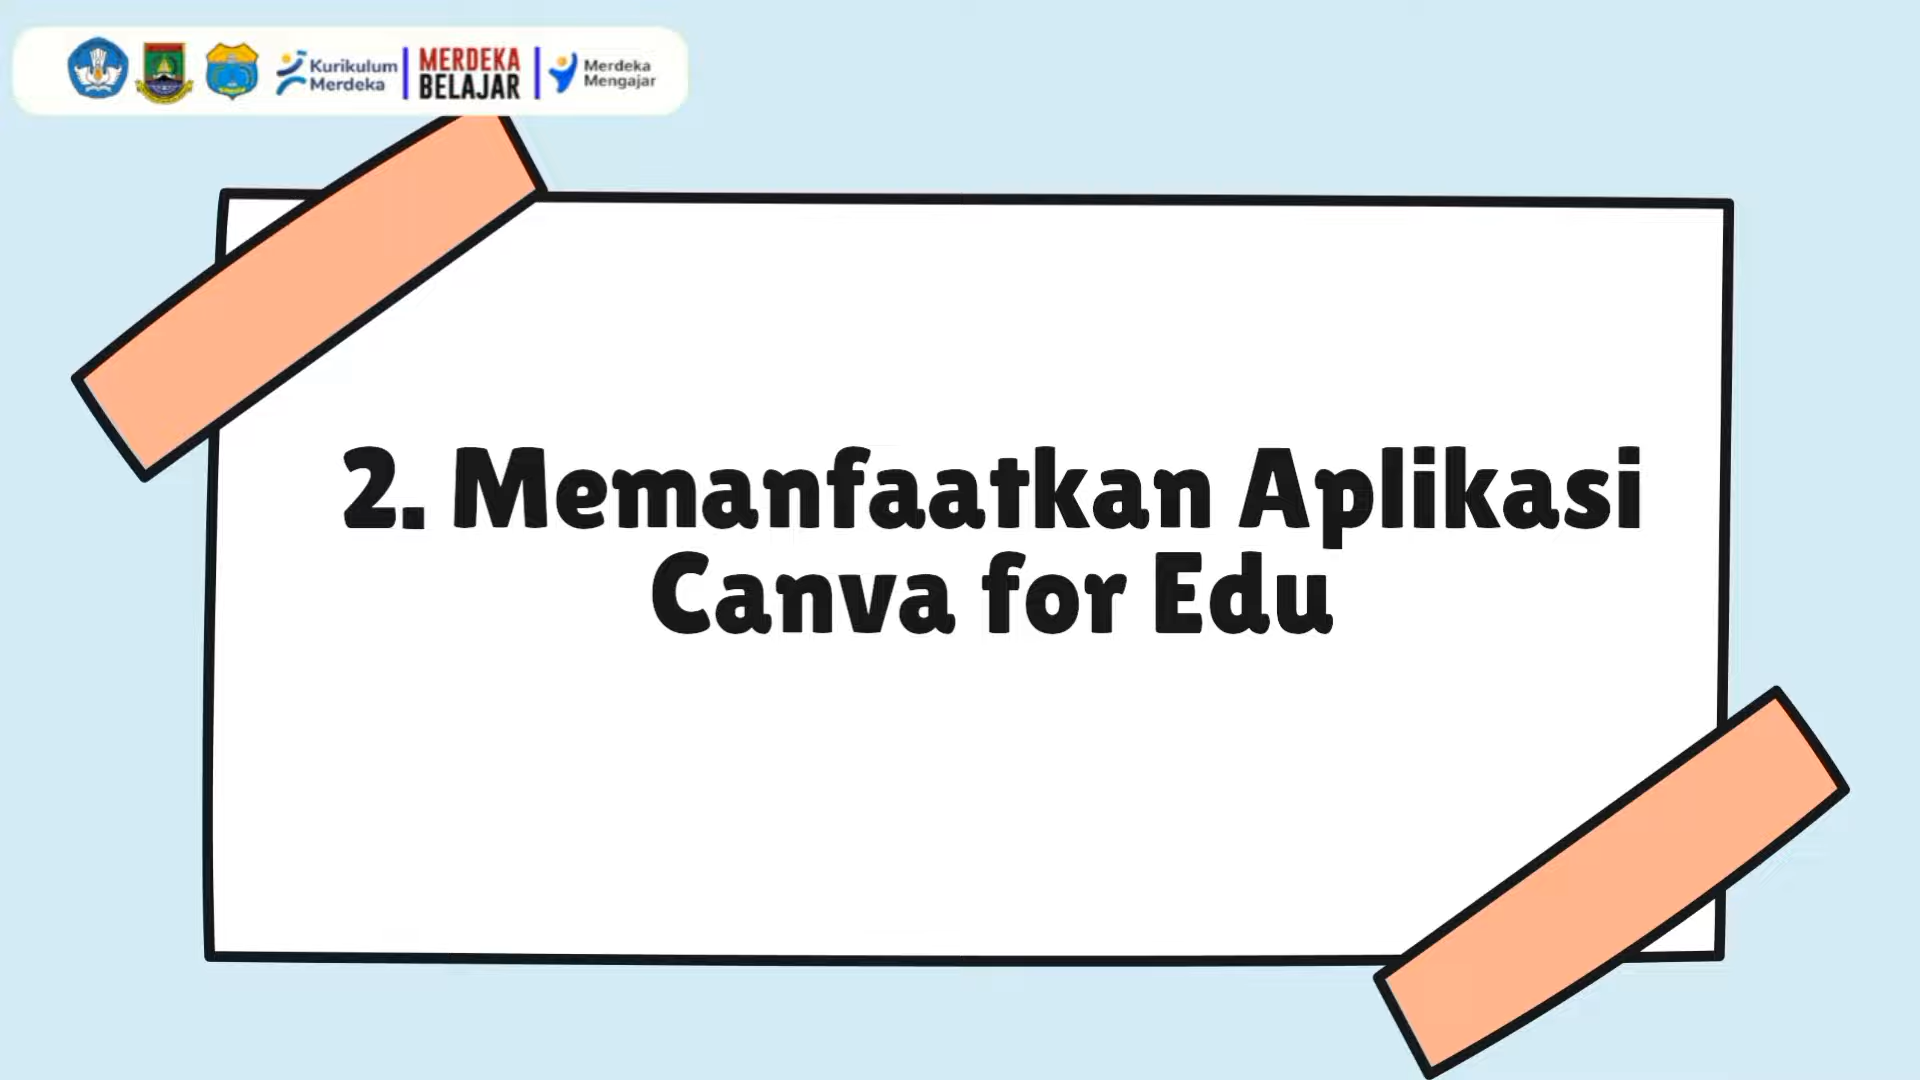 Kurikulum
Merdeka
MERDEKA
BELAJAR
Merdeka
Mengajar
2. Memanfaatkan Aplikasi
Canva for Edu